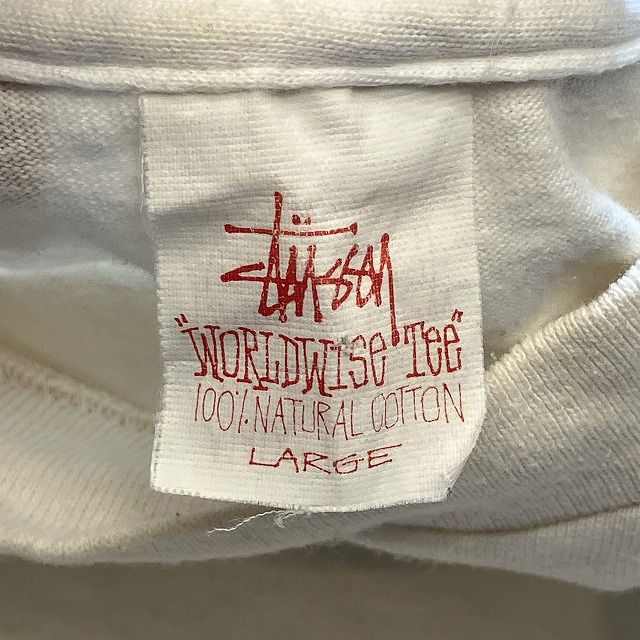 Stüssy
"WORLDWISE TEE"
100% NATURAL COTTON
LARGE